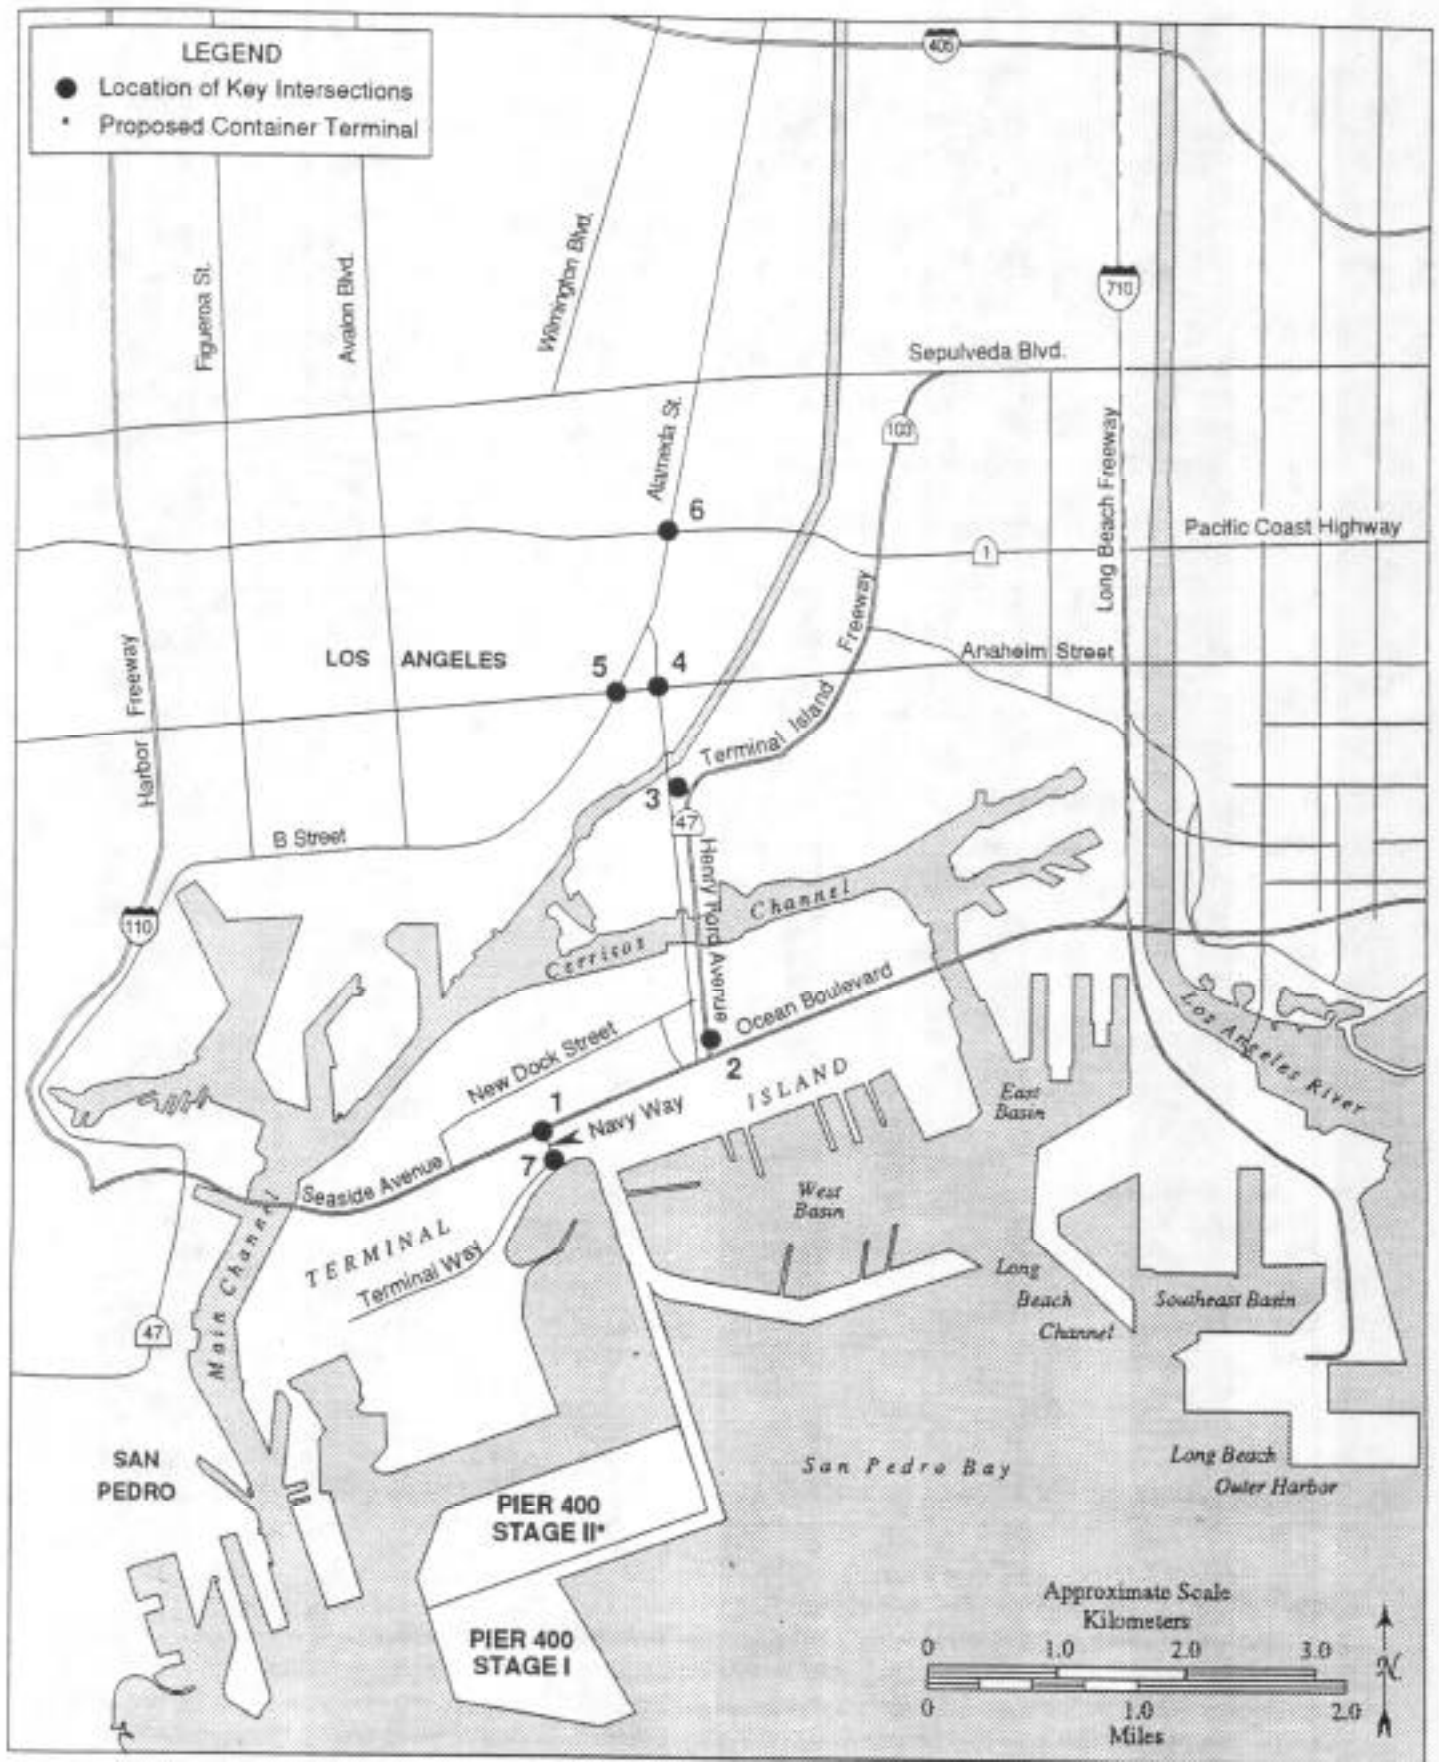 LEGEND
Location of Key Intersections
Proposed Container Terminal
405
710
Figueroa St.
Avalon Blvd.
Wilmington Blvd.
Sepulveda Blvd.
Alameda St.
103
Long Beach Freeway
6
Pacific Coast Highway
1
Harbor Freeway
LOS ANGELES
5
4
Freeway
Anaheim Street
Terminal Island
3
47
B Street
Henry Ford Avenue
Channel
110
Cerritos
Ocean Boulevard
New Dock Street
2
Los Angeles River
1
Navy Way
ISLAND
East
Basin
7
Seaside Avenue
West
Basin
Main Channel
TERMINAL
Terminal Way
Long
Beach
Channel
Southeast Basin
47
SAN
PEDRO
San Pedro Bay
Long Beach
Outer Harbor
PIER 400
STAGE II*
PIER 400
STAGE I
Approximate Scale
Kilometers
0 1.0 2.0 3.0
0 1.0 2.0
Miles
N.